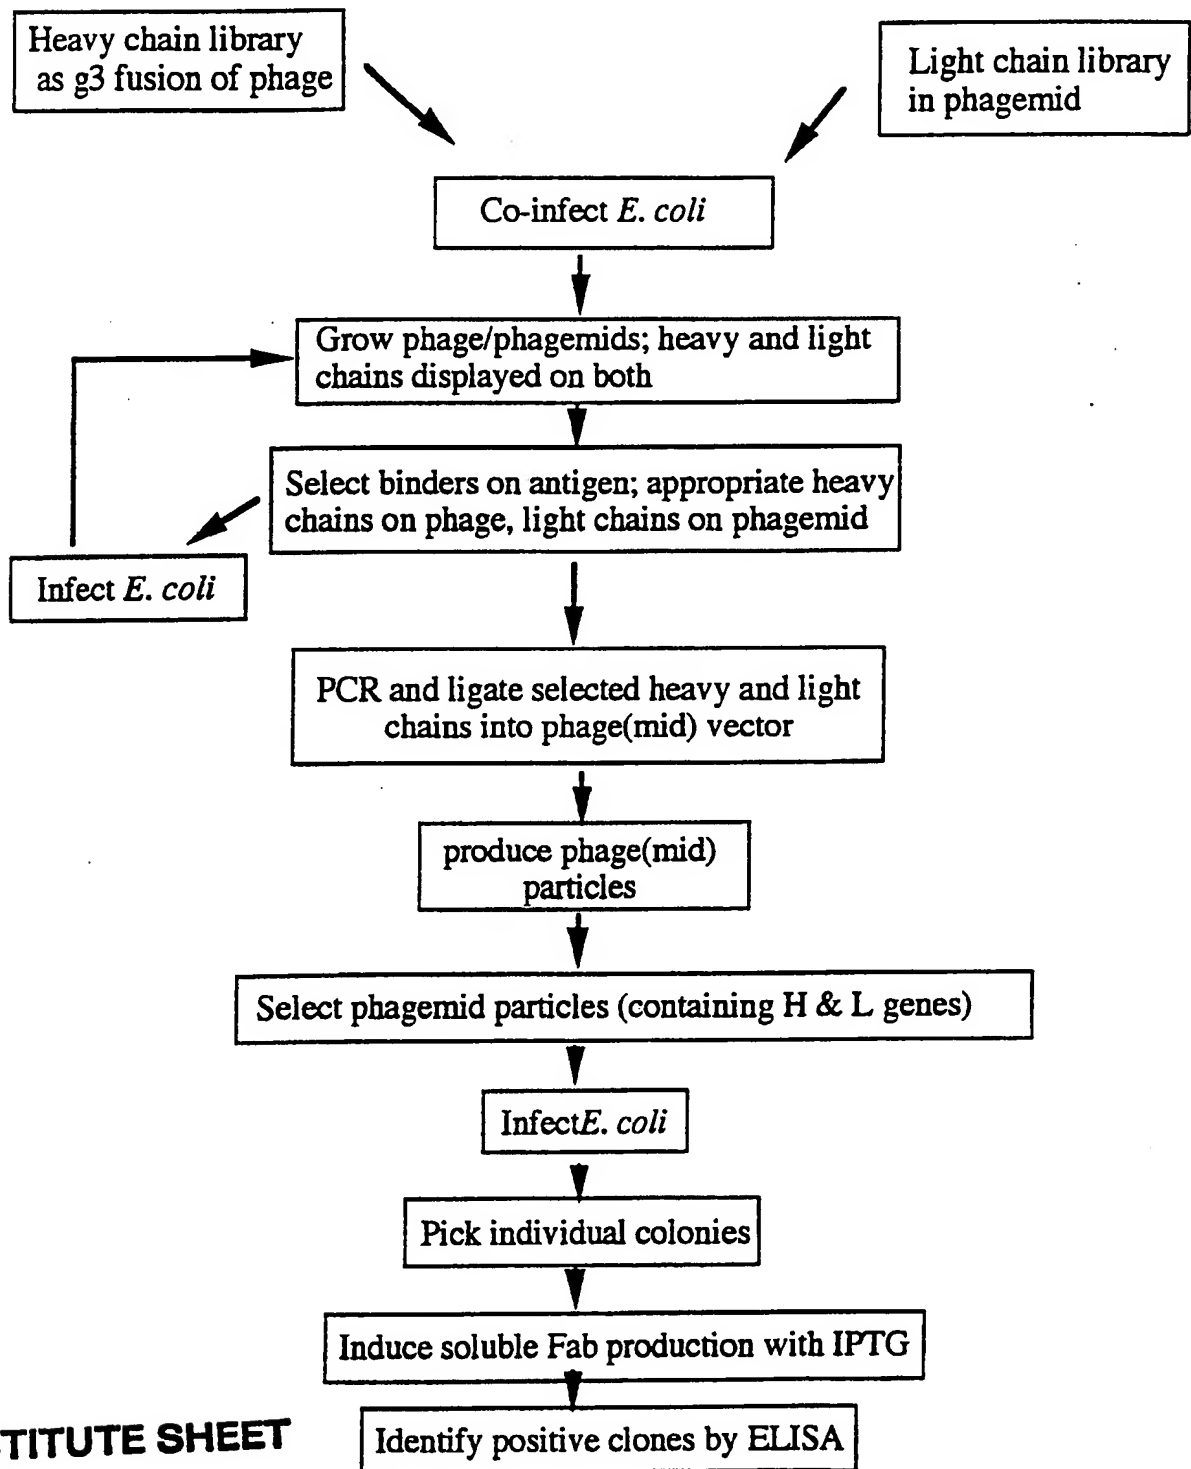 Heavy chain library
as g3 fusion of phage
Light chain library
in phagemid
Co-infect E. coli
Grow phage/phagemids; heavy and light
chains displayed on both
Select binders on antigen; appropriate heavy
chains on phage, light chains on phagemid
Infect E. coli
PCR and ligate selected heavy and light
chains into phage(mid) vector
produce phage(mid)
particles
Select phagemid particles (containing H & L genes)
InfectE. coli
Pick individual colonies
Induce soluble Fab production with IPTG
TITUTE SHEET
Identify positive clones by ELISA